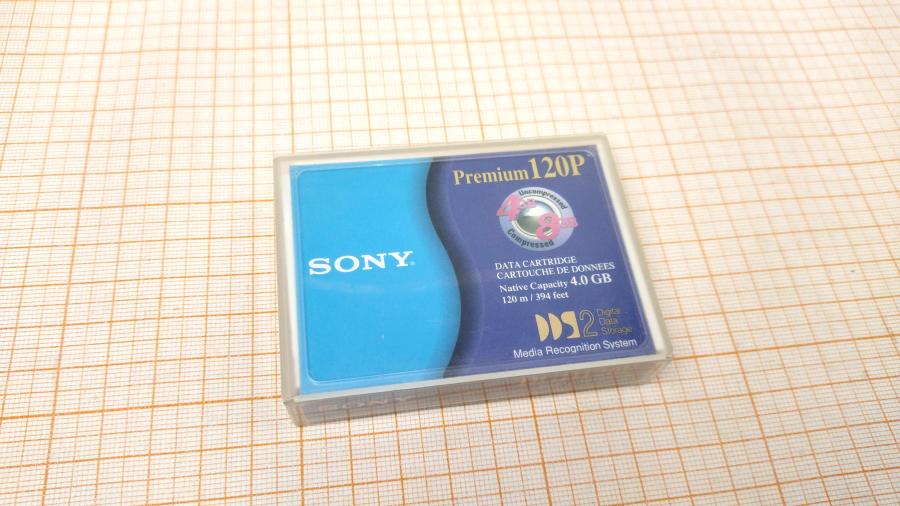 SONY®
Premium 120P
Uncompressed
4GB
8GB
Compressed
DATA CARTRIDGE
CARTOUCHE DE DONNEES
Native Capacity 4.0 GB
120 m / 394 feet
DDS2 Digital
Data
Storage
Media Recognition System
SONY